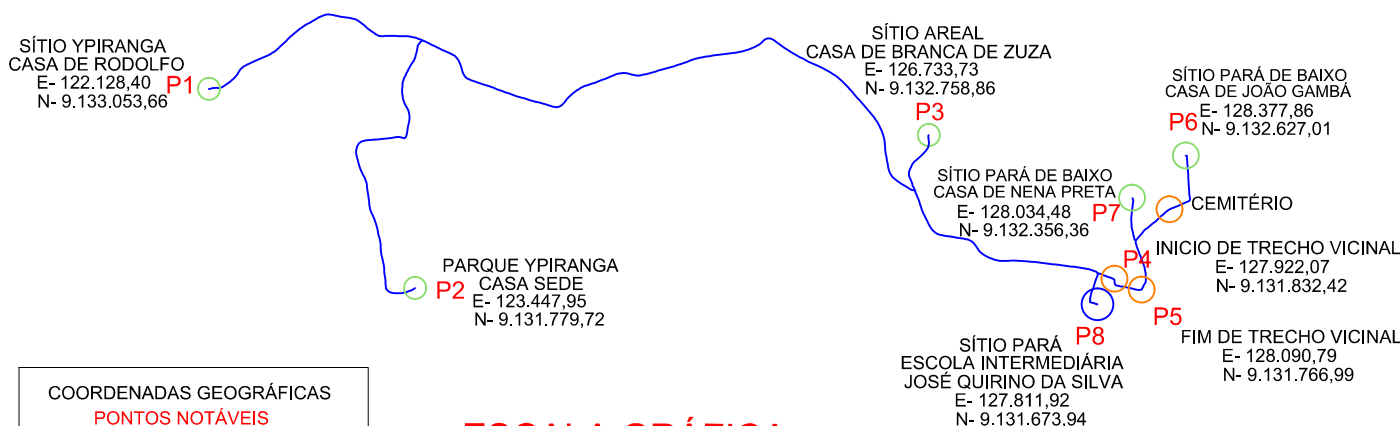 SÍTIO YPIRANGA
CASA DE RODOLFO
E- 122.128,40
N- 9.133.053,66
P1
PARQUE YPIRANGA
CASA SEDE
E- 123.447,95
N- 9.131.779,72
P2
SÍTIO AREAL
CASA DE BRANCA DE ZUZA
E- 126.733,73
N- 9.132.758,86
P3
SÍTIO PARÁ DE BAIXO
CASA DE JOÃO GAMBÁ
E- 128.377,86
N- 9.132.627,01
P6
SÍTIO PARÁ DE BAIXO
CASA DE NENA PRETA
E- 128.034,48
N- 9.132.356,36
P7
CEMITÉRIO
P4
INICIO DE TRECHO VICINAL
E- 127.922,07
N- 9.131.832,42
P5
FIM DE TRECHO VICINAL
E- 128.090,79
N- 9.131.766,99
P8
SÍTIO PARÁ
ESCOLA INTERMEDIÁRIA
JOSÉ QUIRINO DA SILVA
E- 127.811,92
N- 9.131.673,94
COORDENADAS GEOGRÁFICAS
PONTOS NOTÁVEIS
ESCALA GRÁFICA